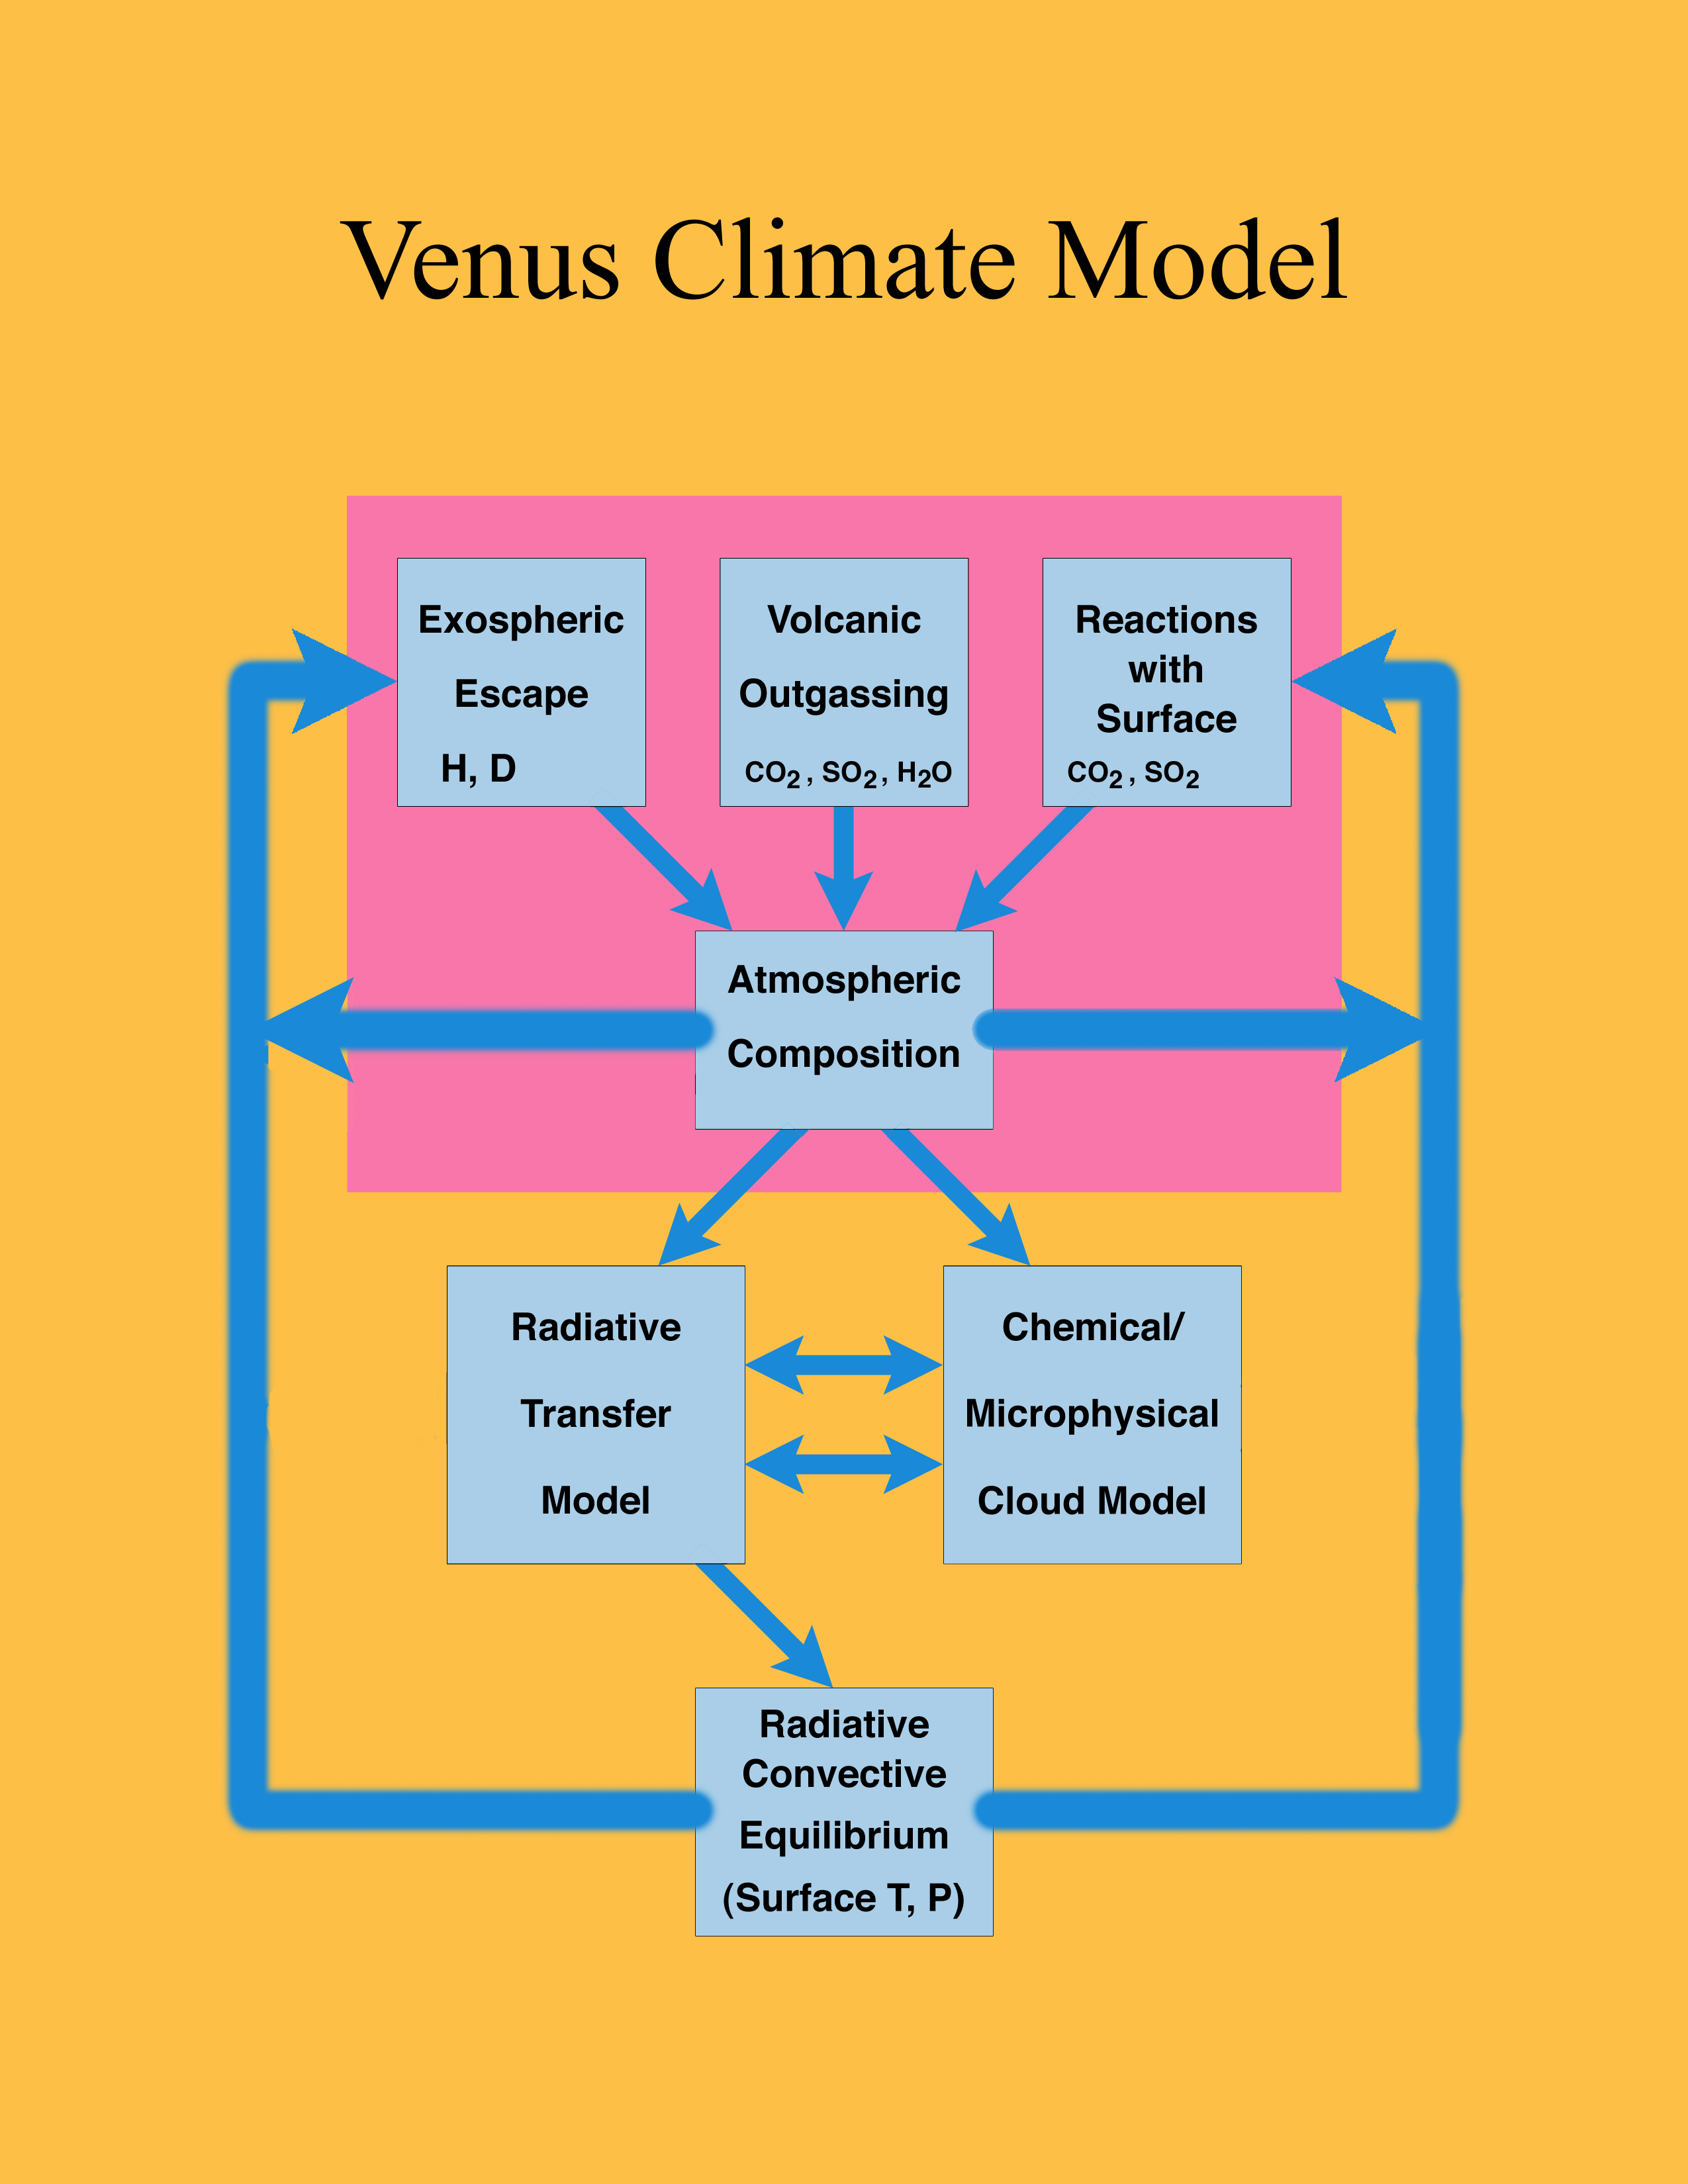 Venus Climate Model
Exospheric
Escape
H, D
Volcanic
Outgassing
CO₂ , SO₂ , H₂O
Reactions
with
Surface
CO₂ , SO₂
Atmospheric
Composition
Radiative
Transfer
Model
Chemical/
Microphysical
Cloud Model
Radiative
Convective
Equilibrium
(Surface T, P)